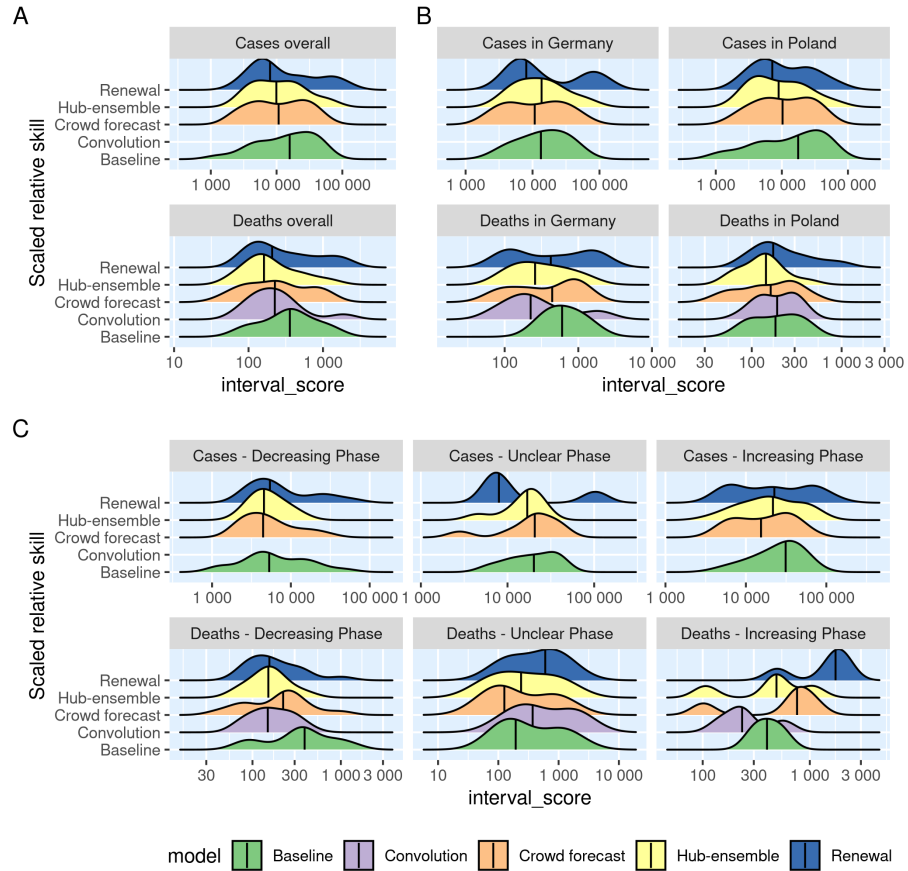 A
B
Cases overall
Cases in Germany
Cases in Poland
Renewal
Hub-ensemble
Crowd forecast
Convolution
Baseline
1 000 10 000 100 000
1 000 10 000 100 000
1 000 10 000 100 000
Scaled relative skill
Deaths overall
Deaths in Germany
Deaths in Poland
Renewal
Hub-ensemble
Crowd forecast
Convolution
Baseline
10 100 1 000
100 1 000 10 000
30 100 300 1 000 3 000
interval_score
interval_score
C
Cases - Decreasing Phase
Cases - Unclear Phase
Cases - Increasing Phase
Renewal
Hub-ensemble
Crowd forecast
Convolution
Baseline
1 000 10 000 100 000
1 000 10 000 100 000
1 000 10 000 100 000
Scaled relative skill
Deaths - Decreasing Phase
Deaths - Unclear Phase
Deaths - Increasing Phase
Renewal
Hub-ensemble
Crowd forecast
Convolution
Baseline
30 100 300 1 000 3 000
10 100 1 000 10 000
100 300 1 000 3 000
interval_score
model Baseline Convolution Crowd forecast Hub-ensemble Renewal